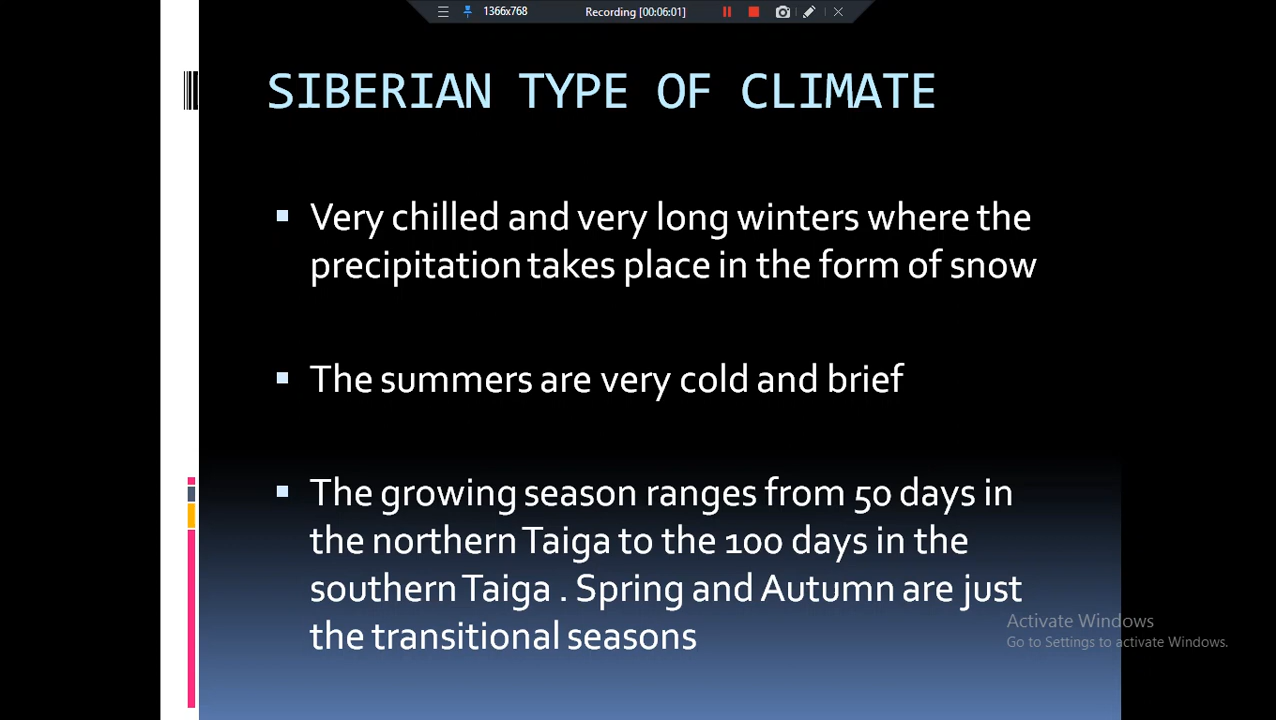 1366x768 Recording [00:06:01]
SIBERIAN TYPE OF CLIMATE
Very chilled and very long winters where the
precipitation takes place in the form of snow
The summers are very cold and brief
The growing season ranges from 50 days in
the northern Taiga to the 100 days in the
southern Taiga . Spring and Autumn are just
the transitional seasons
Activate Windows
Go to Settings to activate Windows.